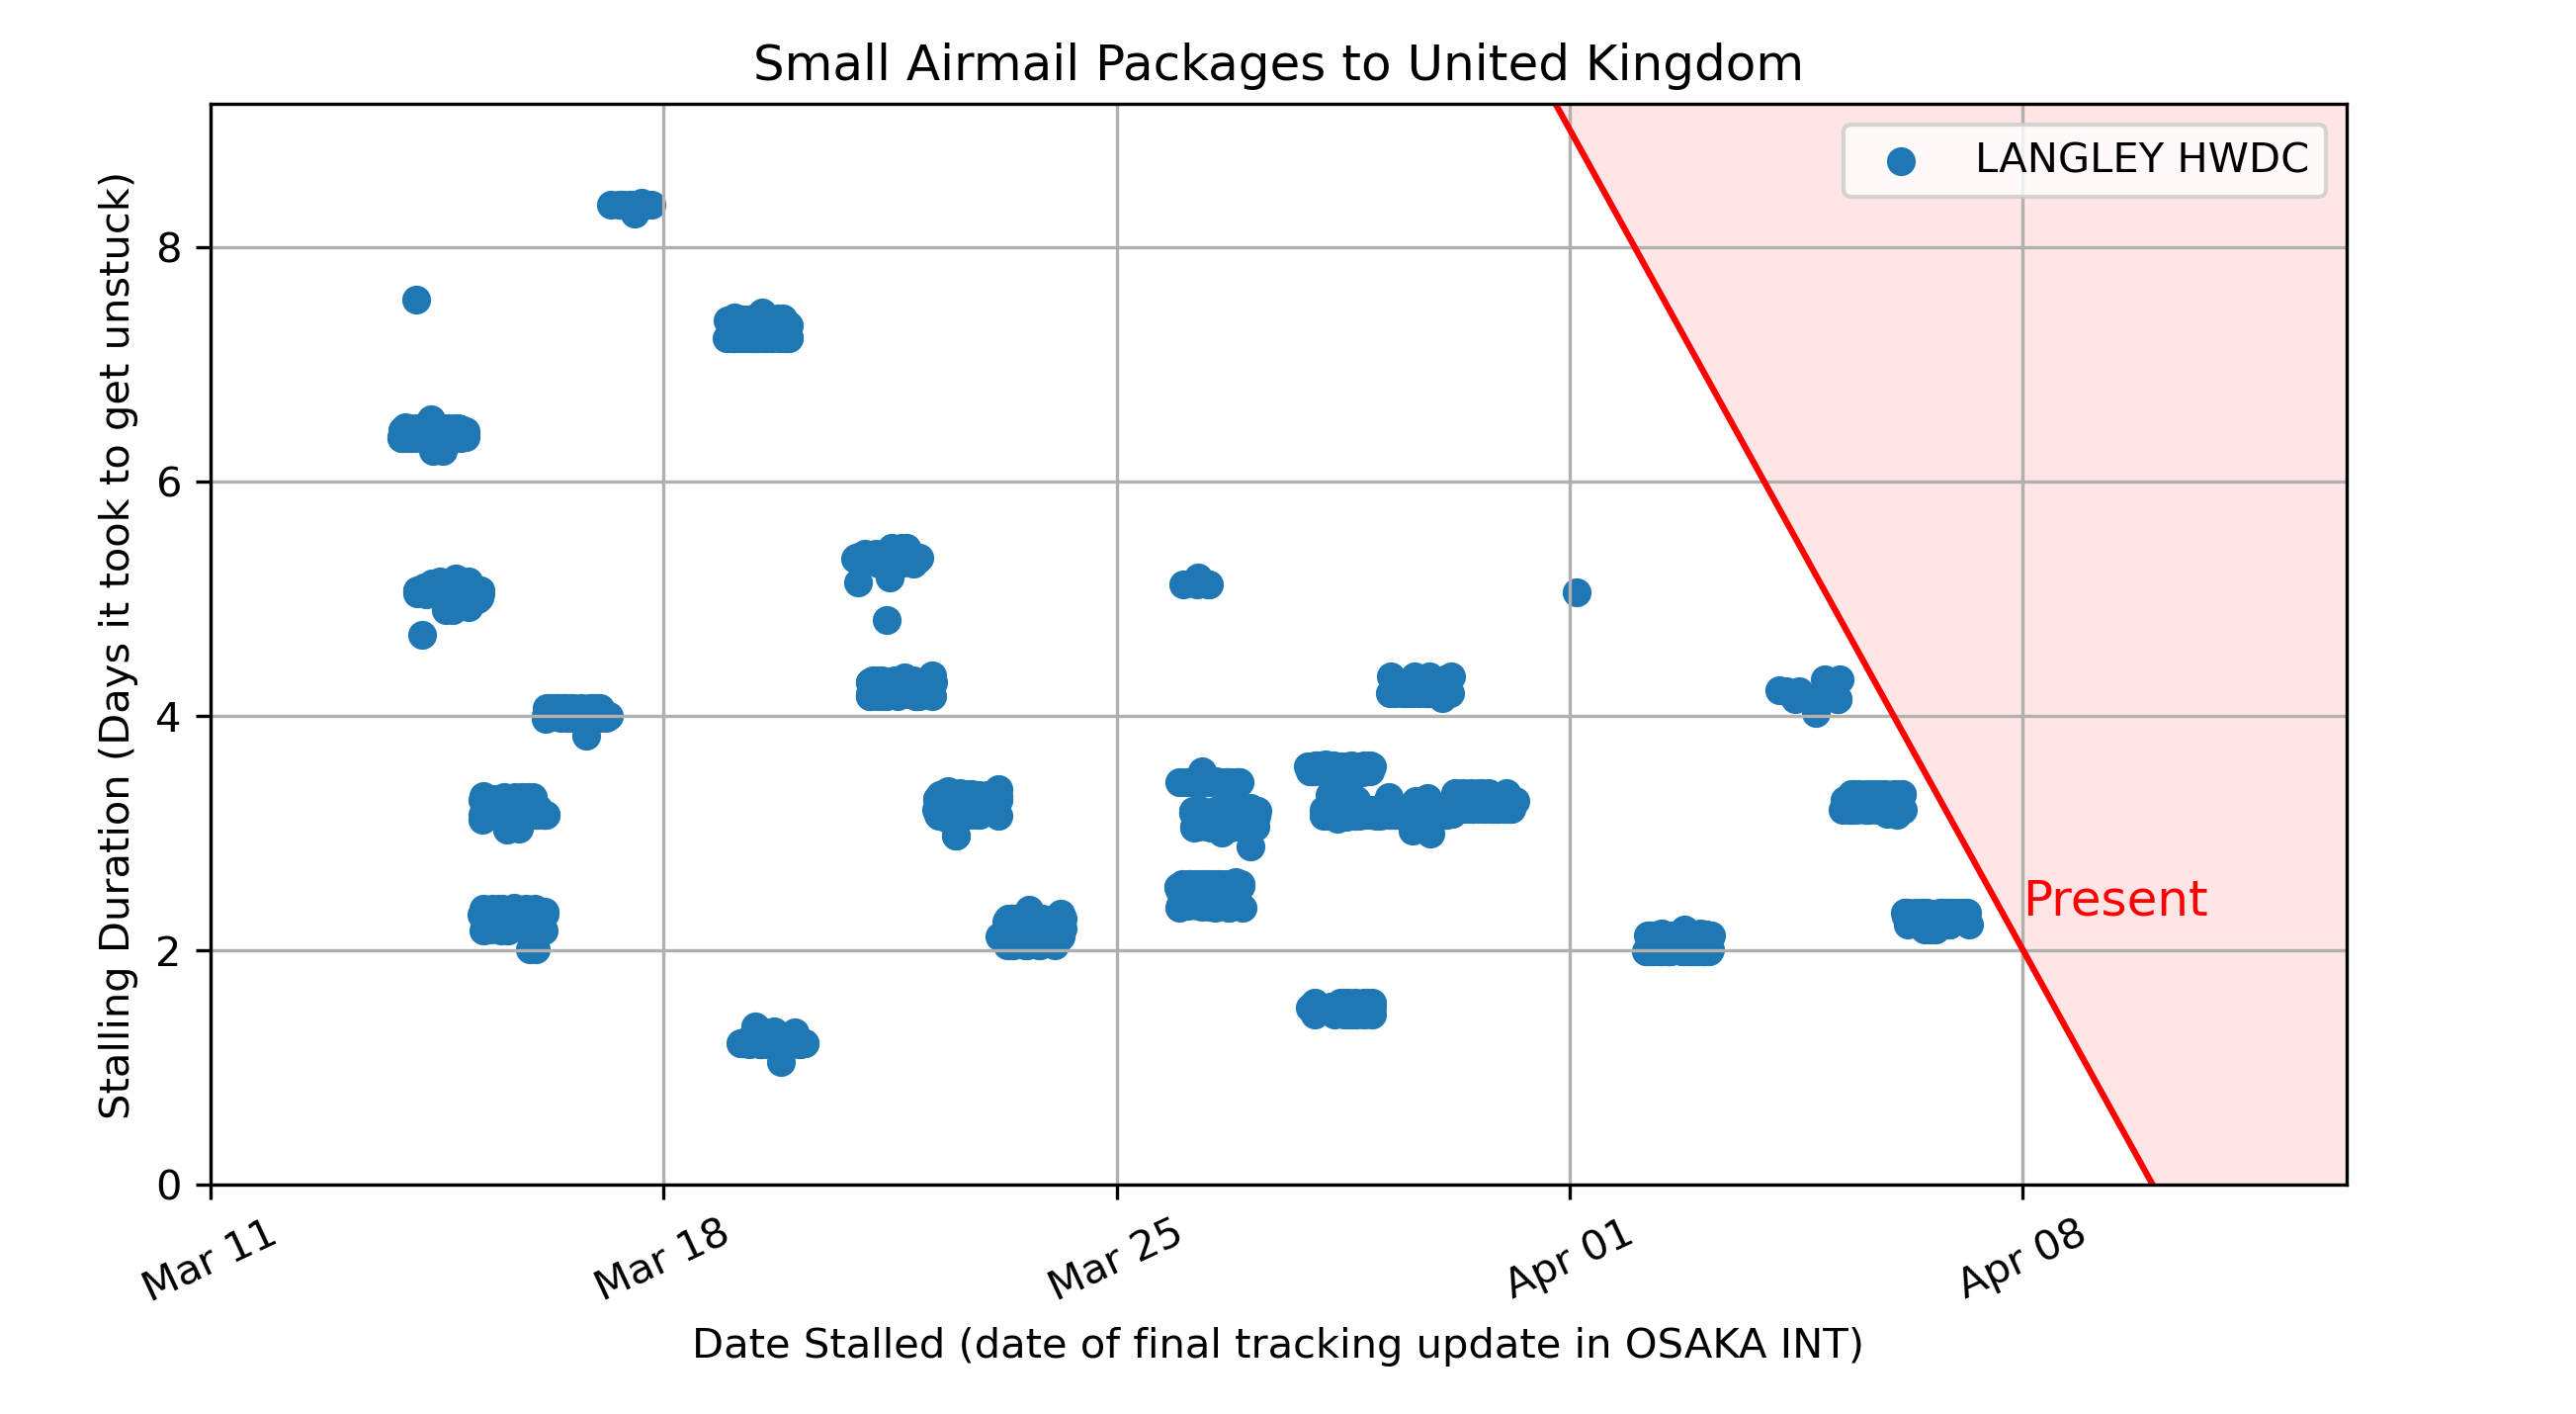 Small Airmail Packages to United Kingdom
LANGLEY HWDC
Stalling Duration (Days it took to get unstuck)
8
6
4
2
0
Present
Mar 11
Mar 18
Mar 25
Apr 01
Apr 08
Date Stalled (date of final tracking update in OSAKA INT)